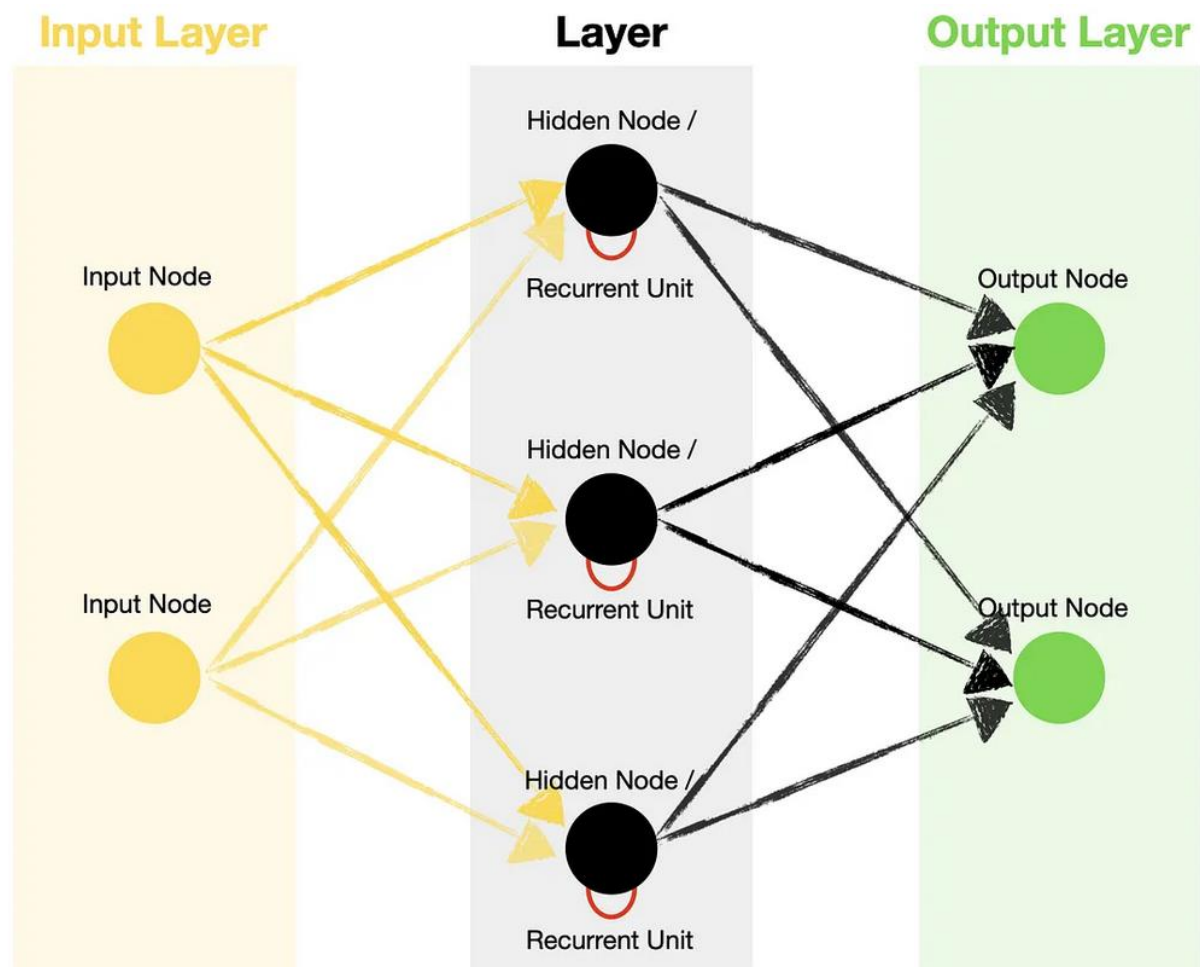 Input Layer
Layer
Output Layer
Hidden Node /
Recurrent Unit
Input Node
Output Node
Hidden Node /
Recurrent Unit
Input Node
Output Node
Hidden Node /
Recurrent Unit